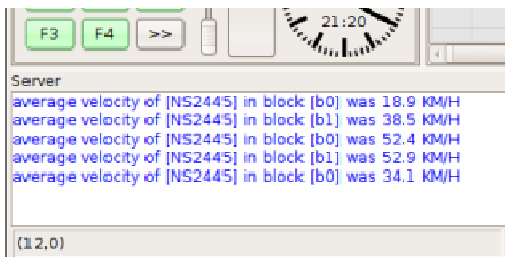 F3 F4 >>
21:20
Server
average velocity of [NS2445] in block [b0] was 18.9 KM/H
average velocity of [NS2445] in block [b1] was 38.5 KM/H
average velocity of [NS2445] in block [b0] was 52.4 KM/H
average velocity of [NS2445] in block [b1] was 52.9 KM/H
average velocity of [NS2445] in block [b0] was 34.1 KM/H
(12,0)